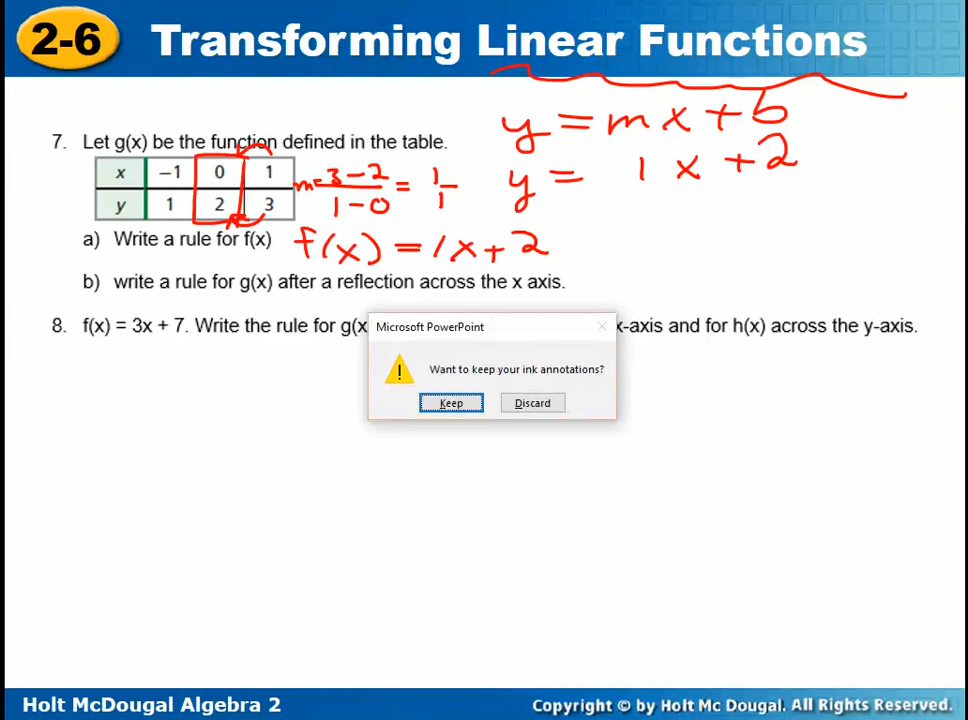 2-6 Transforming Linear Functions
y = mx + b
7. Let g(x) be the function defined in the table.
x -1 0 1
y 1 2 3
m = 3 - 2 / 1 - 0 = 1 / 1
y = 1x + 2
a) Write a rule for f(x) f(x) = 1x + 2
b) write a rule for g(x) after a reflection across the x axis.
8. f(x) = 3x + 7. Write the rule for g(x x-axis and for h(x) across the y-axis.
Microsoft PowerPoint
Want to keep your ink annotations?
Keep Discard
Holt McDougal Algebra 2 Copyright © by Holt Mc Dougal. All Rights Reserved.